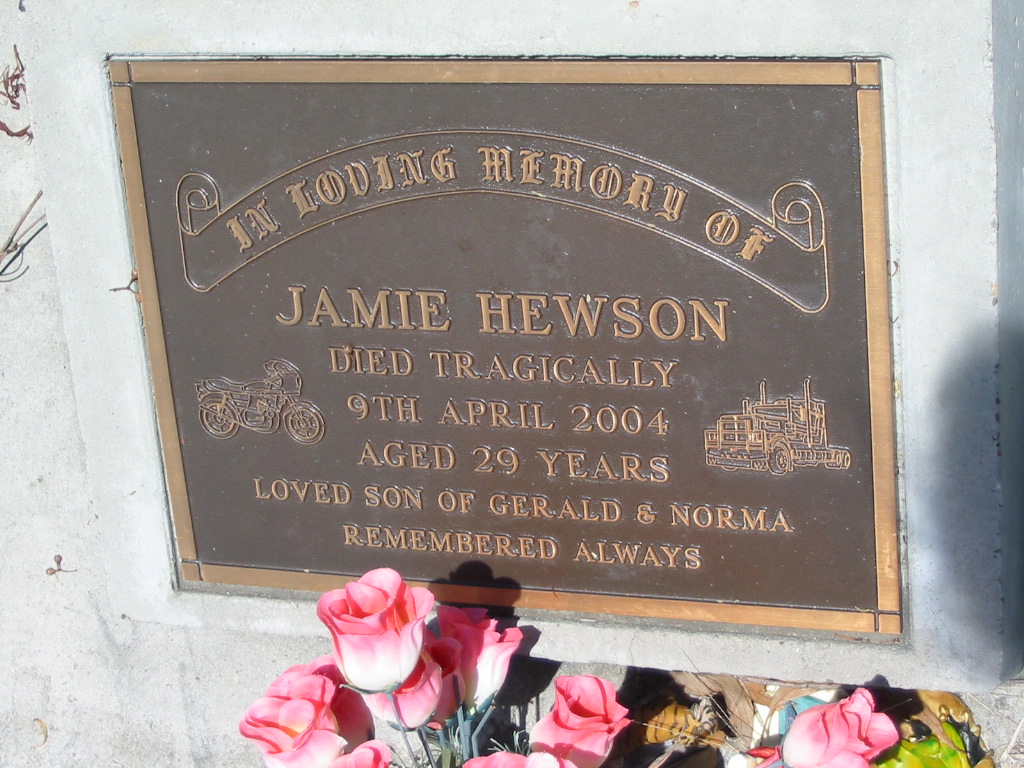 IN LOVING MEMORY OF
JAMIE HEWSON
DIED TRAGICALLY
9TH APRIL 2004
AGED 29 YEARS
LOVED SON OF GERALD & NORMA
REMEMBERED ALWAYS